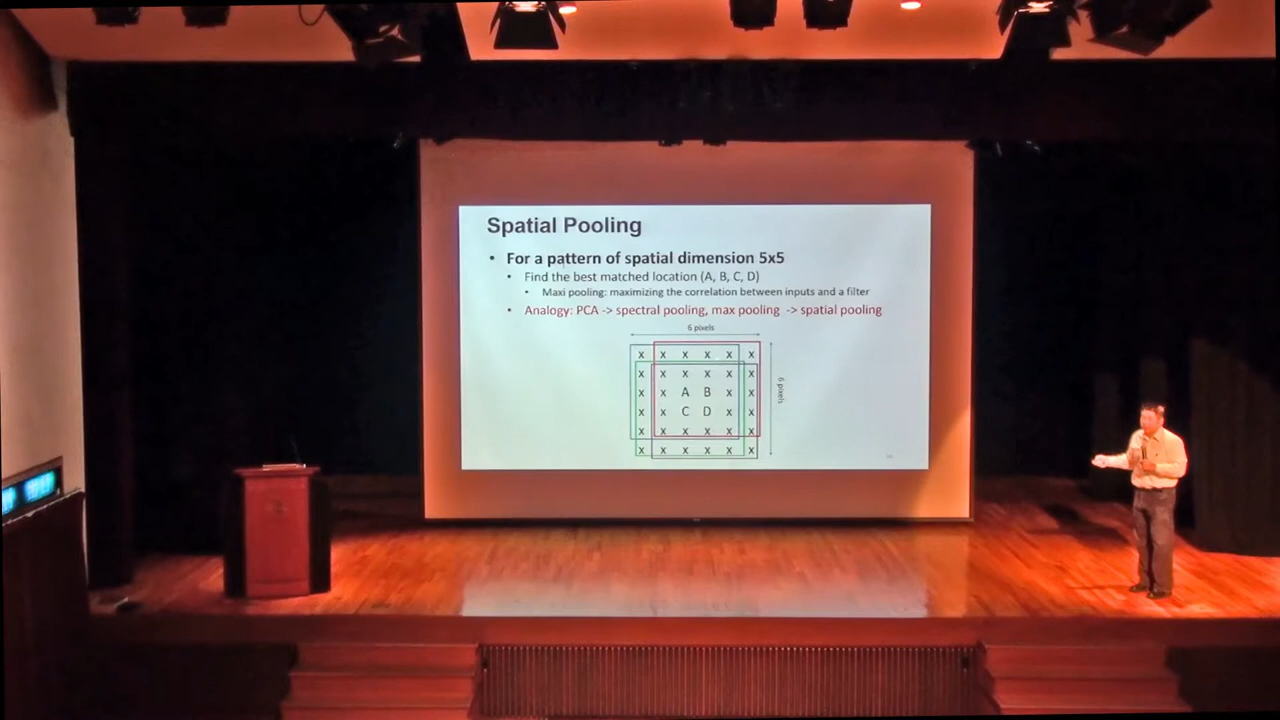 Spatial Pooling
• For a pattern of spatial dimension 5x5
• Find the best matched location (A, B, C, D)
• Maxi pooling: maximizing the correlation between inputs and a filter
• Analogy: PCA -> spectral pooling, max pooling -> spatial pooling
6 pixels
X X X X X X
X X X X X X
X X A B X X
X X C D X X
X X X X X X
X X X X X X
6 pixels